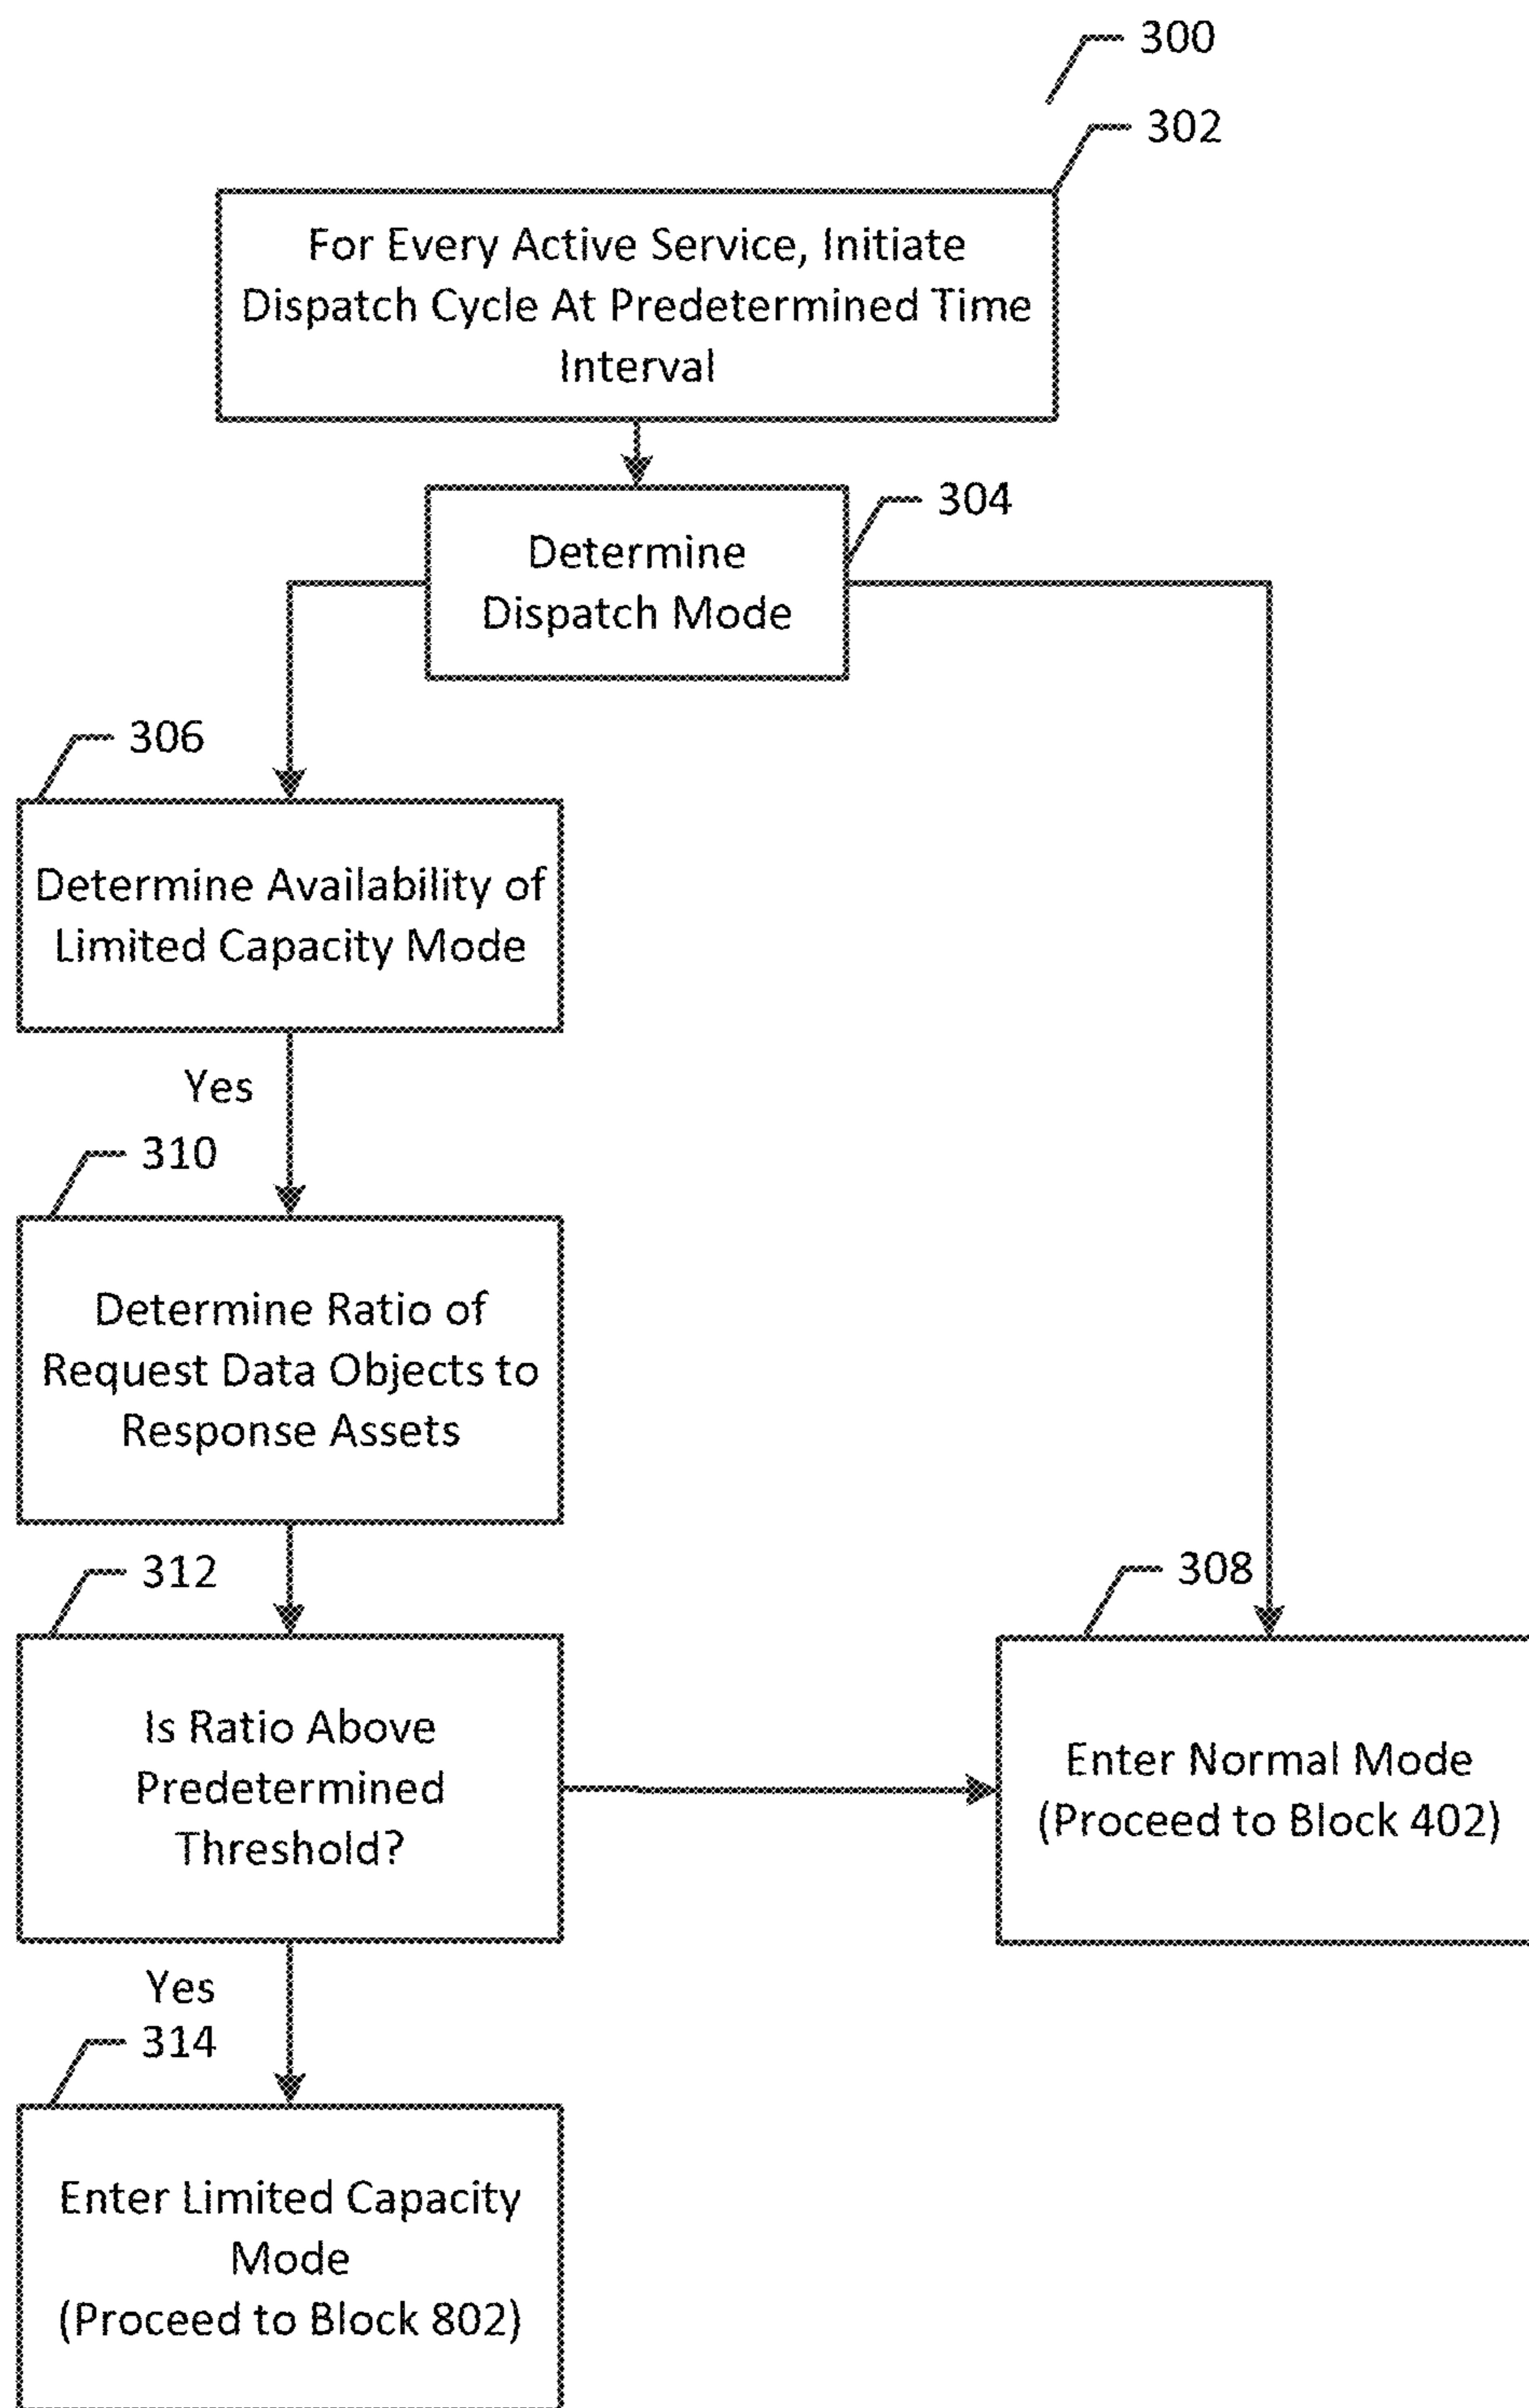 300
302
For Every Active Service, Initiate
Dispatch Cycle At Predetermined Time
Interval
304
Determine
Dispatch Mode
306
Determine Availability of
Limited Capacity Mode
Yes
310
Determine Ratio of
Request Data Objects to
Response Assets
312
Is Ratio Above
Predetermined
Threshold?
308
Enter Normal Mode
(Proceed to Block 402)
Yes
314
Enter Limited Capacity
Mode
(Proceed to Block 802)